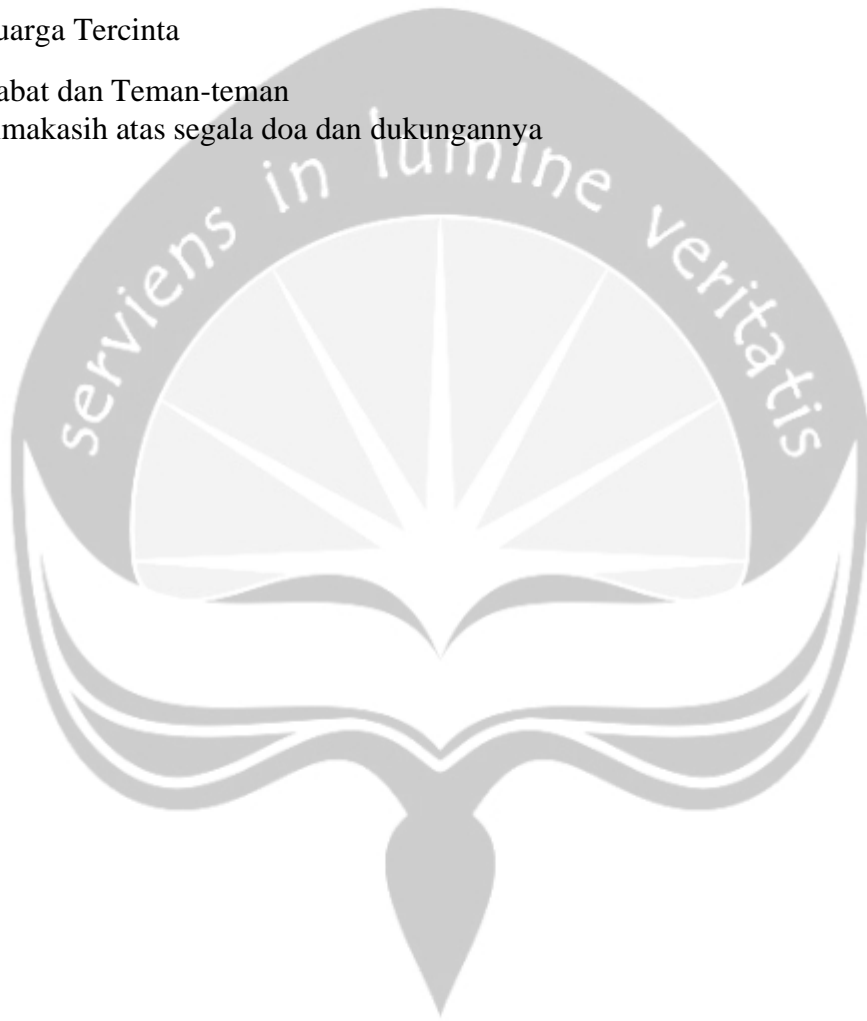 uarga Tercinta
abat dan Teman-teman
makasih atas segala doa dan dukungannya
serviens in lumine veritatis